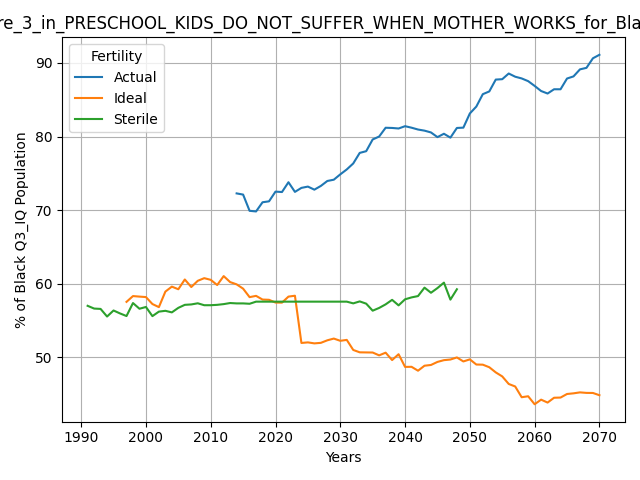 re_3_in_PRESCHOOL_KIDS_DO_NOT_SUFFER_WHEN_MOTHER_WORKS_for_Bla
Fertility
Actual
Ideal
Sterile
% of Black Q3_IQ Population
90
80
70
60
50
1990 2000 2010 2020 2030 2040 2050 2060 2070
Years